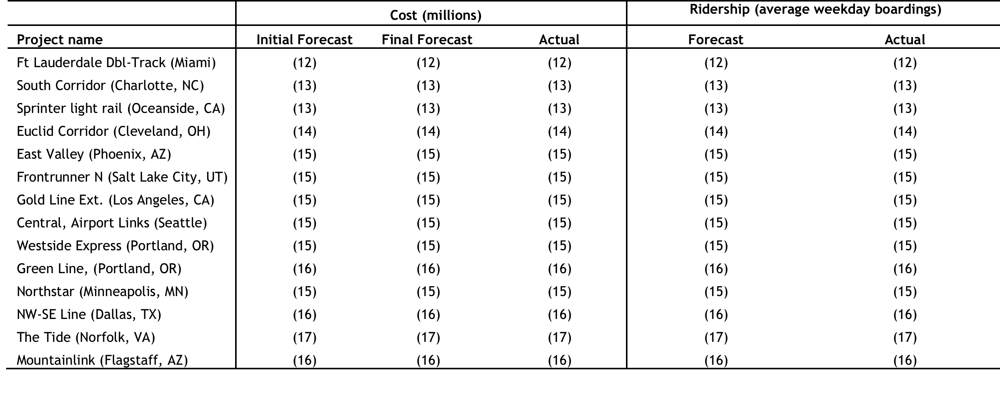 Cost (millions) Ridership (average weekday boardings)
Project name Initial Forecast Final Forecast Actual Forecast Actual
Ft Lauderdale Dbl-Track (Miami) (12) (12) (12) (12) (12)
South Corridor (Charlotte, NC) (13) (13) (13) (13) (13)
Sprinter light rail (Oceanside, CA) (13) (13) (13) (13) (13)
Euclid Corridor (Cleveland, OH) (14) (14) (14) (14) (14)
East Valley (Phoenix, AZ) (15) (15) (15) (15) (15)
Frontrunner N (Salt Lake City, UT) (15) (15) (15) (15) (15)
Gold Line Ext. (Los Angeles, CA) (15) (15) (15) (15) (15)
Central, Airport Links (Seattle) (15) (15) (15) (15) (15)
Westside Express (Portland, OR) (15) (15) (15) (15) (15)
Green Line, (Portland, OR) (16) (16) (16) (16) (16)
Northstar (Minneapolis, MN) (15) (15) (15) (15) (15)
NW-SE Line (Dallas, TX) (16) (16) (16) (16) (16)
The Tide (Norfolk, VA) (17) (17) (17) (17) (17)
Mountainlink (Flagstaff, AZ) (16) (16) (16) (16) (16)